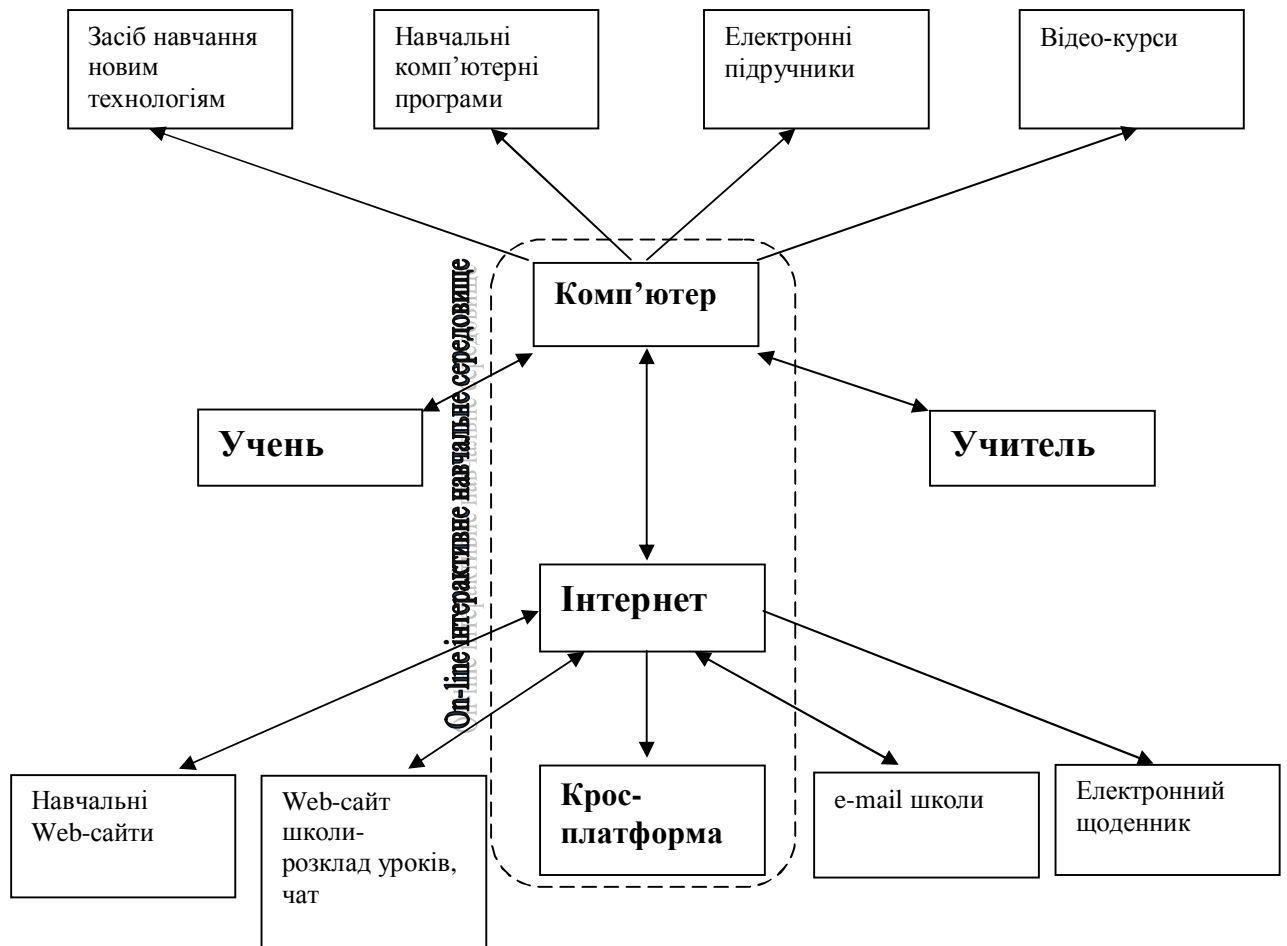 Засіб навчання
новим
технологіям
Навчальні
комп’ютерні
програми
Електронні
підручники
Відео-курси
Комп’ютер
On-line інтерактивне навчальне середовище
Учень
Учитель
Інтернет
Навчальні
Web-сайти
Web-сайт
школи-
розклад уроків,
чат
Крос-
платформа
e-mail школи
Електронний
щоденник